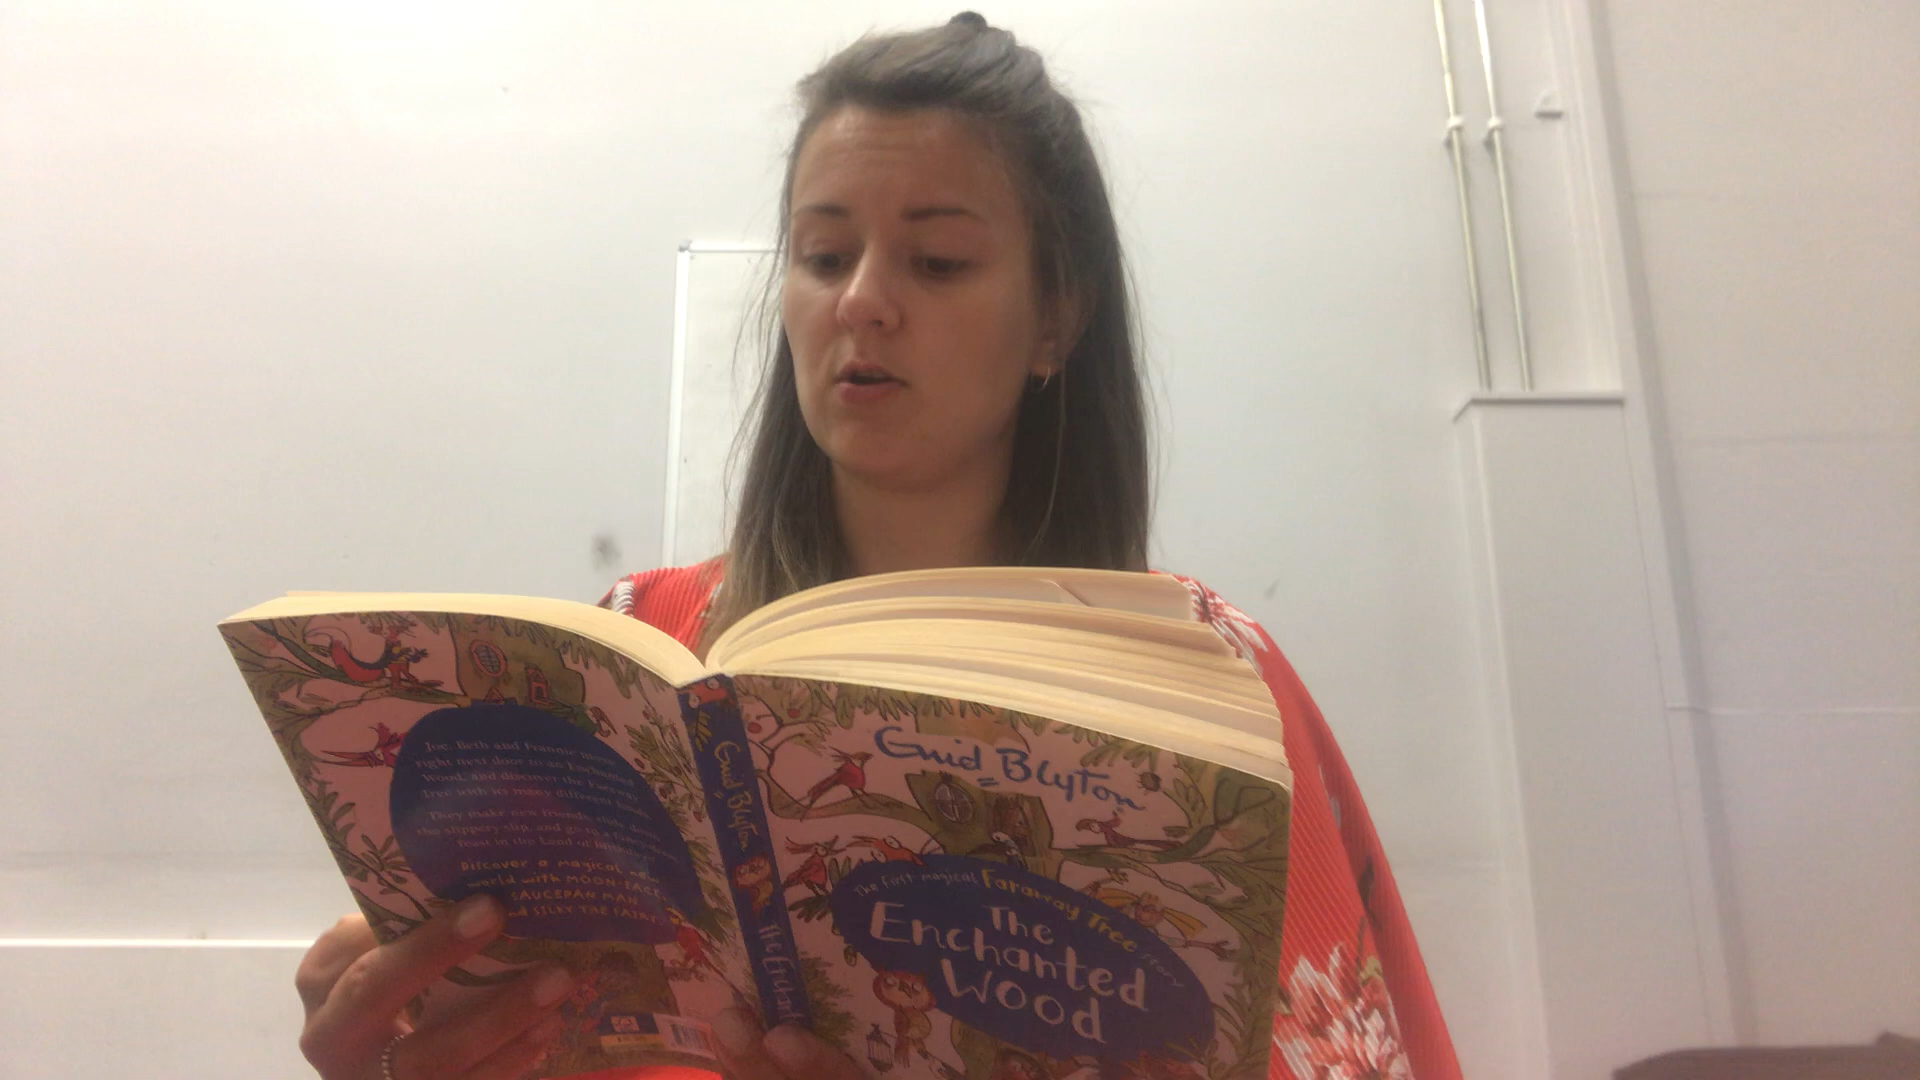 Joe, Beth and Frannie move
right next door to an Enchanted
Wood, and discover the Faraway
Tree with its many different
They make new friends, slide down
the slippery slip, and go to a
feast in the Land of
Discover a magical new
world with MOON-FACE,
SAUCEPAN MAN
and SILKY THE FAIRY
Enid Blyton
The Enchant
Enid Blyton
The first magical Faraway Tree story
The
Enchanted
Wood